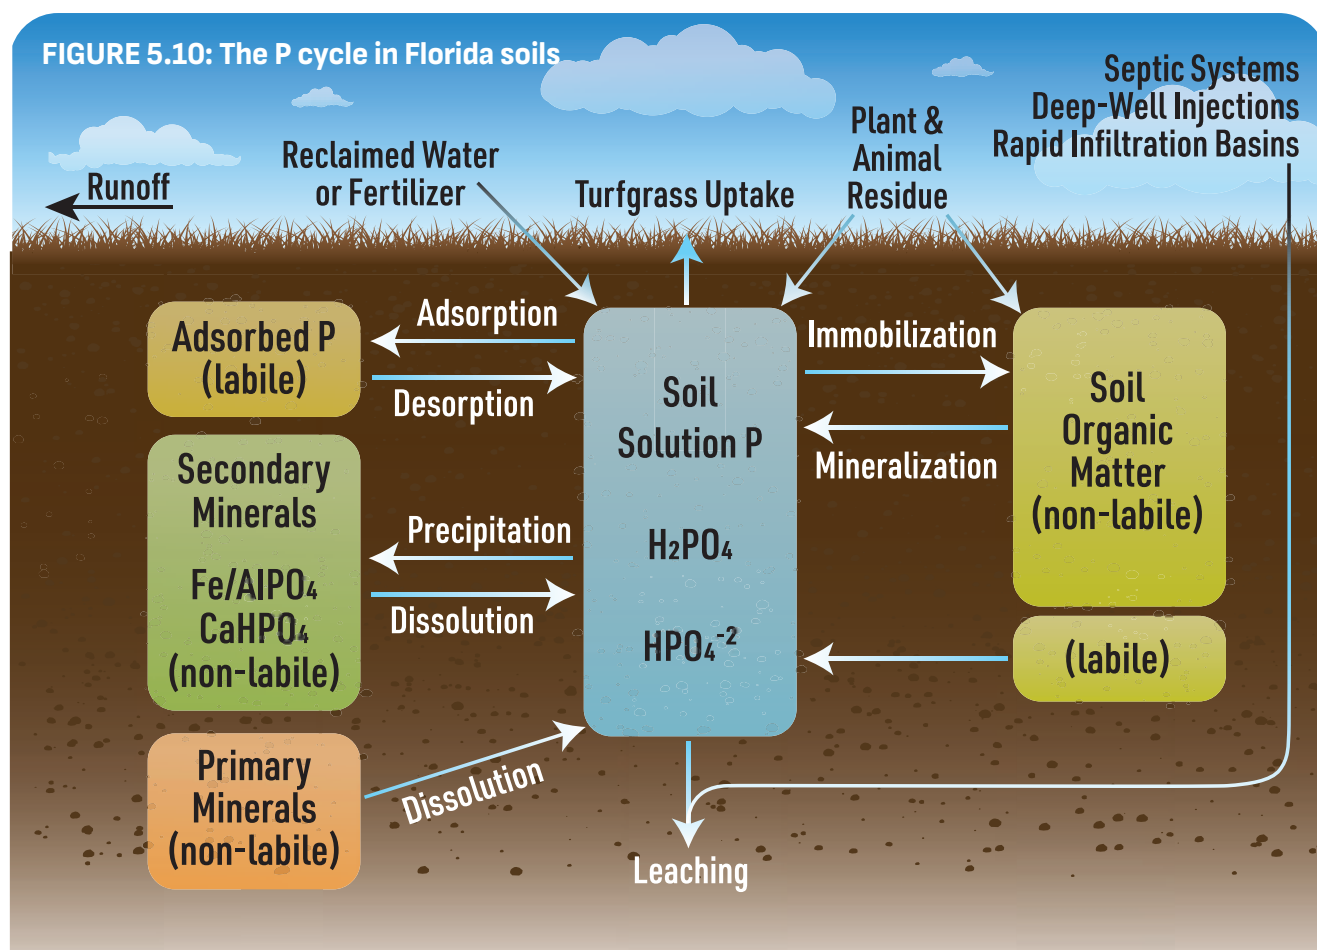 FIGURE 5.10: The P cycle in Florida soils
Septic Systems
Deep-Well Injections
Rapid Infiltration Basins
Plant &
Animal
Residue
Reclaimed Water
or Fertilizer
Runoff
Turfgrass Uptake
Adsorbed P
(labile)
Adsorption
Desorption
Soil
Solution P
H₂PO₄
HPO₄⁻²
Immobilization
Mineralization
Soil
Organic
Matter
(non-labile)
(labile)
Secondary
Minerals
Fe/AlPO₄
CaHPO₄
(non-labile)
Precipitation
Dissolution
Primary
Minerals
(non-labile)
Dissolution
Leaching